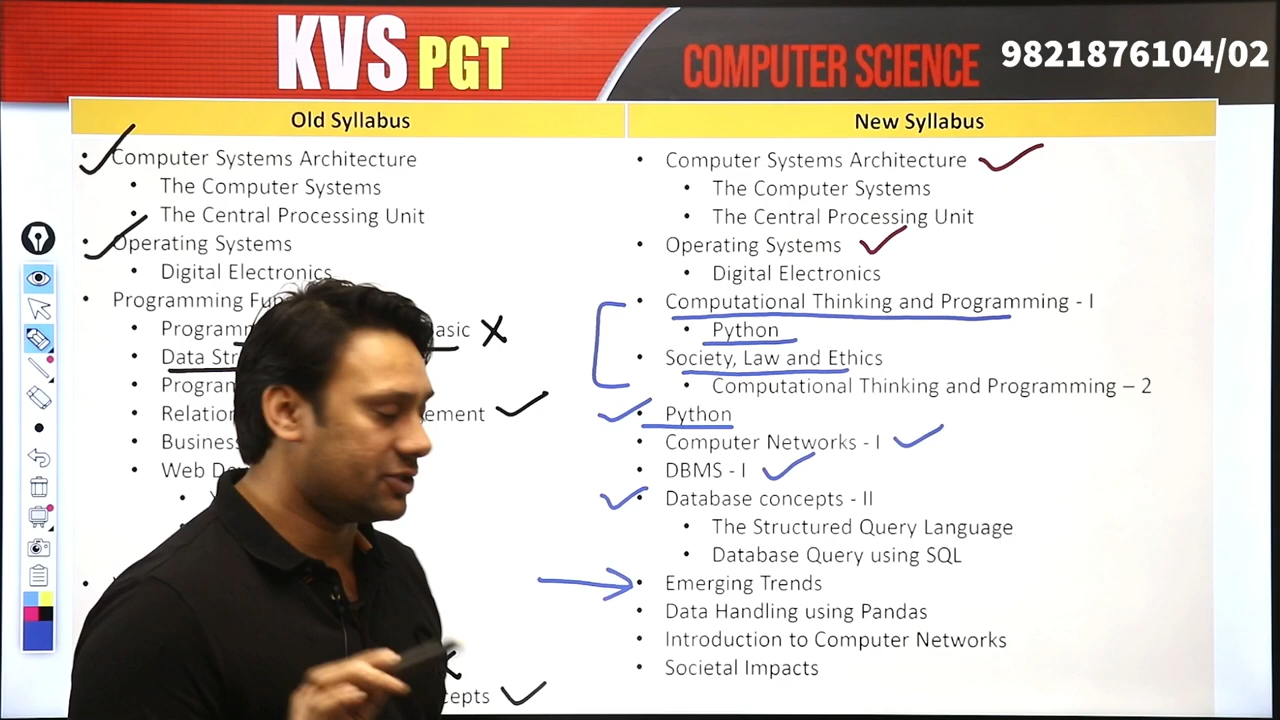 KVS PGT
COMPUTER SCIENCE
9821876104/02
Old Syllabus
• Computer Systems Architecture
• The Computer Systems
• The Central Processing Unit
• Operating Systems
• Digital Electronics
• Programming
•
• Data
•
•
• Business
• Web
New Syllabus
• Computer Systems Architecture
• The Computer Systems
• The Central Processing Unit
• Operating Systems
• Digital Electronics
• Computational Thinking and Programming - I
• Python
• Society, Law and Ethics
• Computational Thinking and Programming – 2
• Python
• Computer Networks - I
• DBMS - I
• Database concepts - II
• The Structured Query Language
• Database Query using SQL
• Emerging Trends
• Data Handling using Pandas
• Introduction to Computer Networks
• Societal Impacts